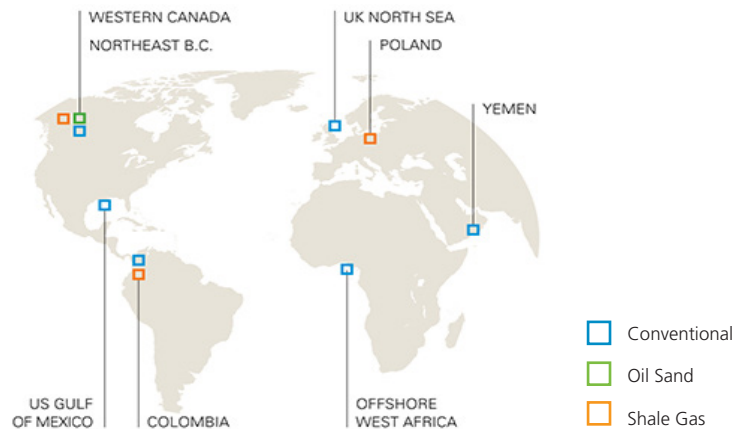 WESTERN CANADA
NORTHEAST B.C.
UK NORTH SEA
POLAND
YEMEN
US GULF
OF MEXICO
COLOMBIA
OFFSHORE
WEST AFRICA
Conventional
Oil Sand
Shale Gas